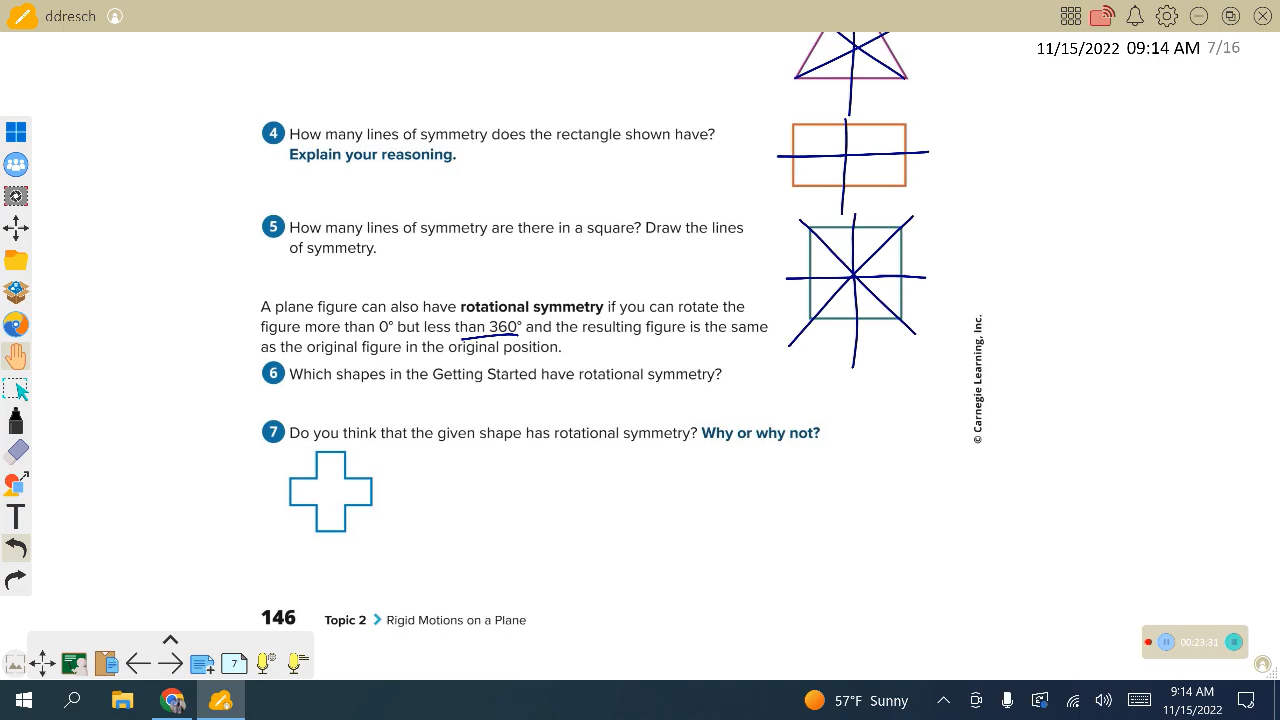 ddresch
11/15/2022 09:14 AM 7/16
4 How many lines of symmetry does the rectangle shown have?
Explain your reasoning.
5 How many lines of symmetry are there in a square? Draw the lines
of symmetry.
A plane figure can also have rotational symmetry if you can rotate the
figure more than 0° but less than 360° and the resulting figure is the same
as the original figure in the original position.
6 Which shapes in the Getting Started have rotational symmetry?
7 Do you think that the given shape has rotational symmetry? Why or why not?
© Carnegie Learning, Inc.
146 Topic 2 > Rigid Motions on a Plane
T
7
00:23:31
57°F Sunny
9:14 AM
11/15/2022